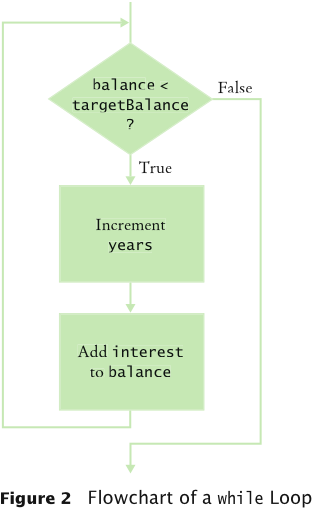 balance <
targetBalance
?
False
True
Increment
years
Add interest
to balance
Figure 2 Flowchart of a while Loop